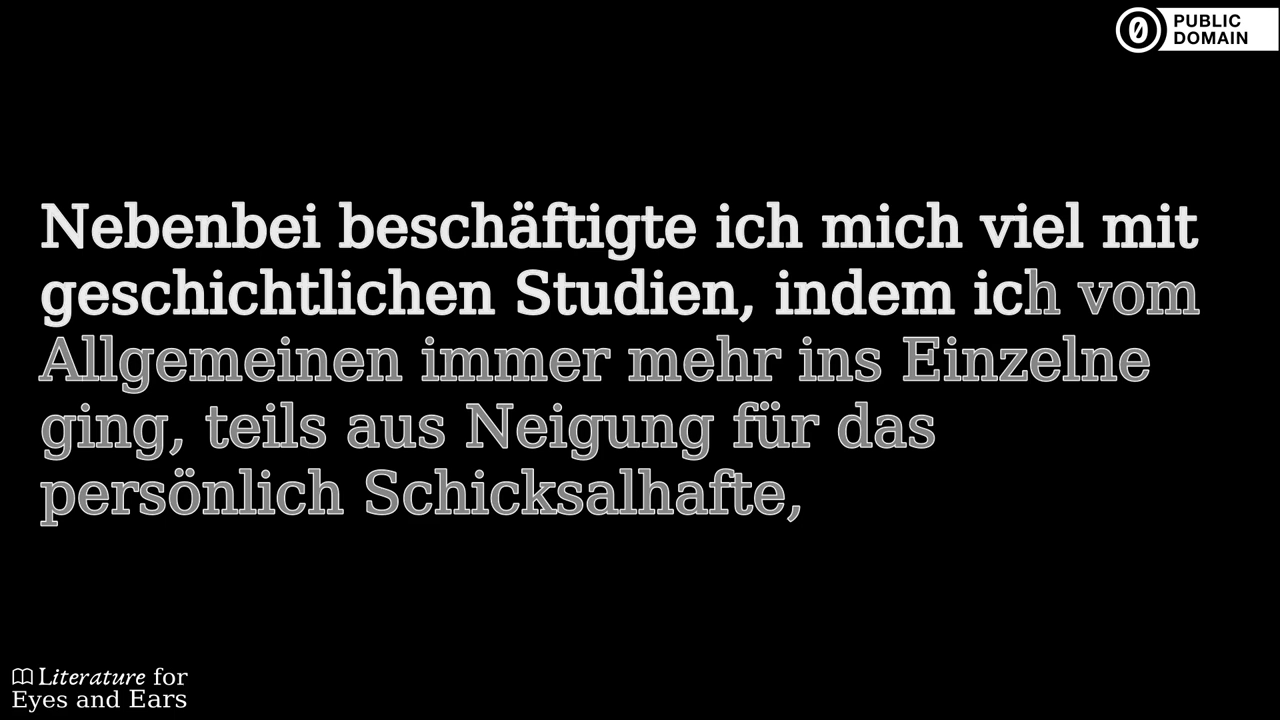 PUBLIC
DOMAIN
Nebenbei beschäftigte ich mich viel mit
geschichtlichen Studien, indem ich vom
Allgemeinen immer mehr ins Einzelne
ging, teils aus Neigung für das
persönlich Schicksalhafte,
Literature for
Eyes and Ears